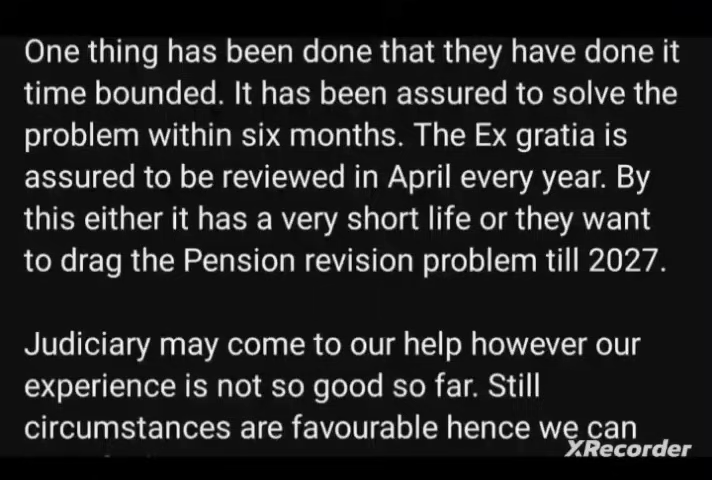 One thing has been done that they have done it
time bounded. It has been assured to solve the
problem within six months. The Ex gratia is
assured to be reviewed in April every year. By
this either it has a very short life or they want
to drag the Pension revision problem till 2027.
Judiciary may come to our help however our
experience is not so good so far. Still
circumstances are favourable hence we can
XRecorder